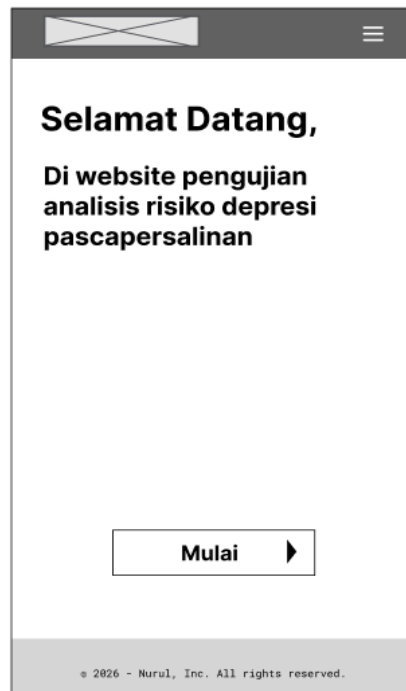 Selamat Datang,
Di website pengujian
analisis risiko depresi
pascapersalinan
Mulai
© 2026 - Nurul, Inc. All rights reserved.